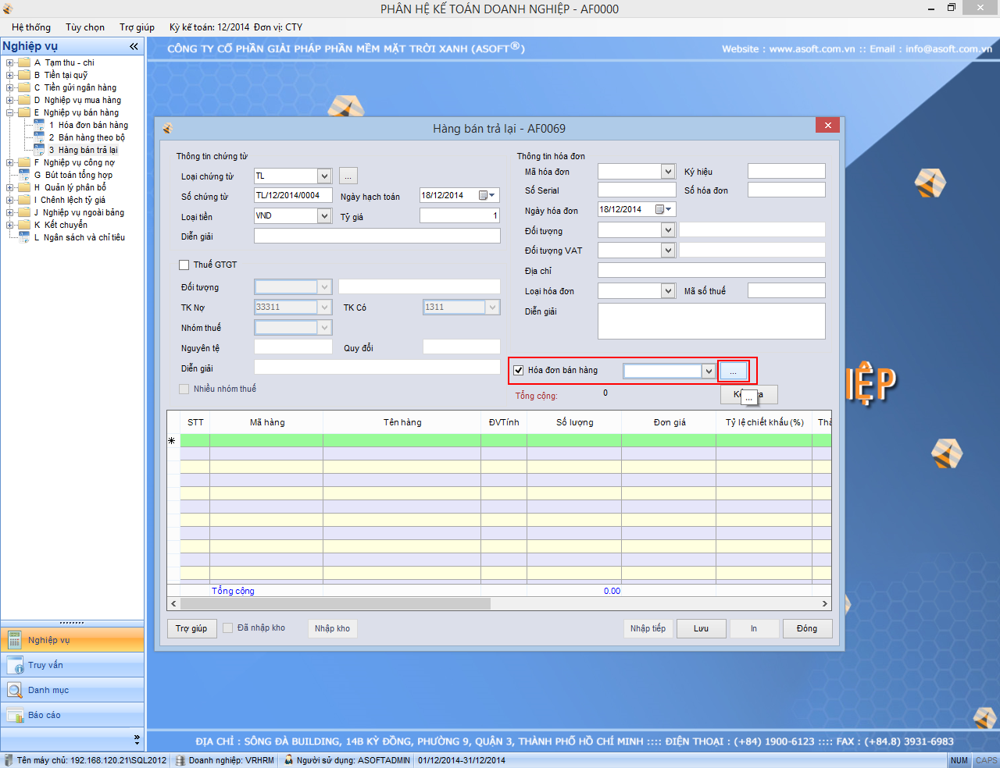 PHÂN HỆ KẾ TOÁN DOANH NGHIỆP - AF0000
Hệ thống Tùy chọn Trợ giúp Kỳ kế toán: 12/2014 Đơn vị: CTY
Nghiệp vụ
A Tạm thu - chi
B Tiền tại quỹ
C Tiền gửi ngân hàng
D Nghiệp vụ mua hàng
E Nghiệp vụ bán hàng
1 Hóa đơn bán hàng
2 Bán hàng theo bộ
3 Hàng bán trả lại
F Nghiệp vụ công nợ
G Bút toán tổng hợp
H Quản lý phân bổ
I Chênh lệch tỷ giá
J Nghiệp vụ ngoài bảng
K Kết chuyển
L Ngân sách và chỉ tiêu
Nghiệp vụ
Truy vấn
Danh mục
Báo cáo
CÔNG TY CỔ PHẦN GIẢI PHÁP PHẦN MỀM MẶT TRỜI XANH (ASOFT®)
Website : www.asoft.com.vn :: Email : info@asoft.com.vn
Hàng bán trả lại - AF0069
Thông tin chứng từ
Loại chứng từ TL ...
Số chứng từ TL/12/2014/0004 Ngày hạch toán 18/12/2014
Loại tiền VND Tỷ giá 1
Diễn giải
Thuế GTGT
Đối tượng
TK Nợ 33311 TK Có 1311
Nhóm thuế
Nguyên tệ Quy đổi
Diễn giải
Nhiều nhóm thuế
Thông tin hóa đơn
Mã hóa đơn Ký hiệu
Số Serial Số hóa đơn
Ngày hóa đơn 18/12/2014
Đối tượng
Đối tượng VAT
Địa chỉ
Loại hóa đơn Mã số thuế
Diễn giải
Hóa đơn bán hàng ...
Tổng cộng: 0
...
STT Mã hàng Tên hàng ĐVTính Số lượng Đơn giá Tỷ lệ chiết khấu (%)
Tổng cộng 0.00
Trợ giúp Đã nhập kho Nhập kho Nhập tiếp Lưu In Đóng
IỆP
ĐỊA CHỈ : SÔNG ĐÀ BUILDING, 14B KỲ ĐỒNG, PHƯỜNG 9, QUẬN 3, THÀNH PHỐ HỒ CHÍ MINH :::: ĐIỆN THOẠI : (+84) 1900-6123 :::: FAX : (+84.8) 3931-6983
Tên máy chủ: 192.168.120.21\SQL2012 Doanh nghiệp: VRHRM Người sử dụng: ASOFTADMIN 01/12/2014-31/12/2014 NUM CAPS